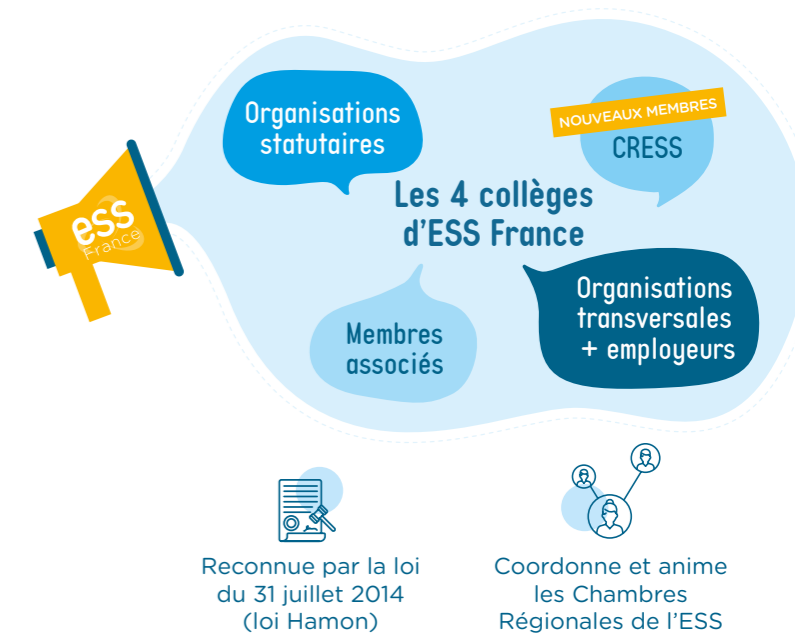 Organisations
statutaires
NOUVEAUX MEMBRES
CRESS
ess
France
Les 4 collèges
d'ESS France
Organisations
transversales
+ employeurs
Membres
associés
Reconnue par la loi
du 31 juillet 2014
(loi Hamon)
Coordonne et anime
les Chambres
Régionales de l'ESS